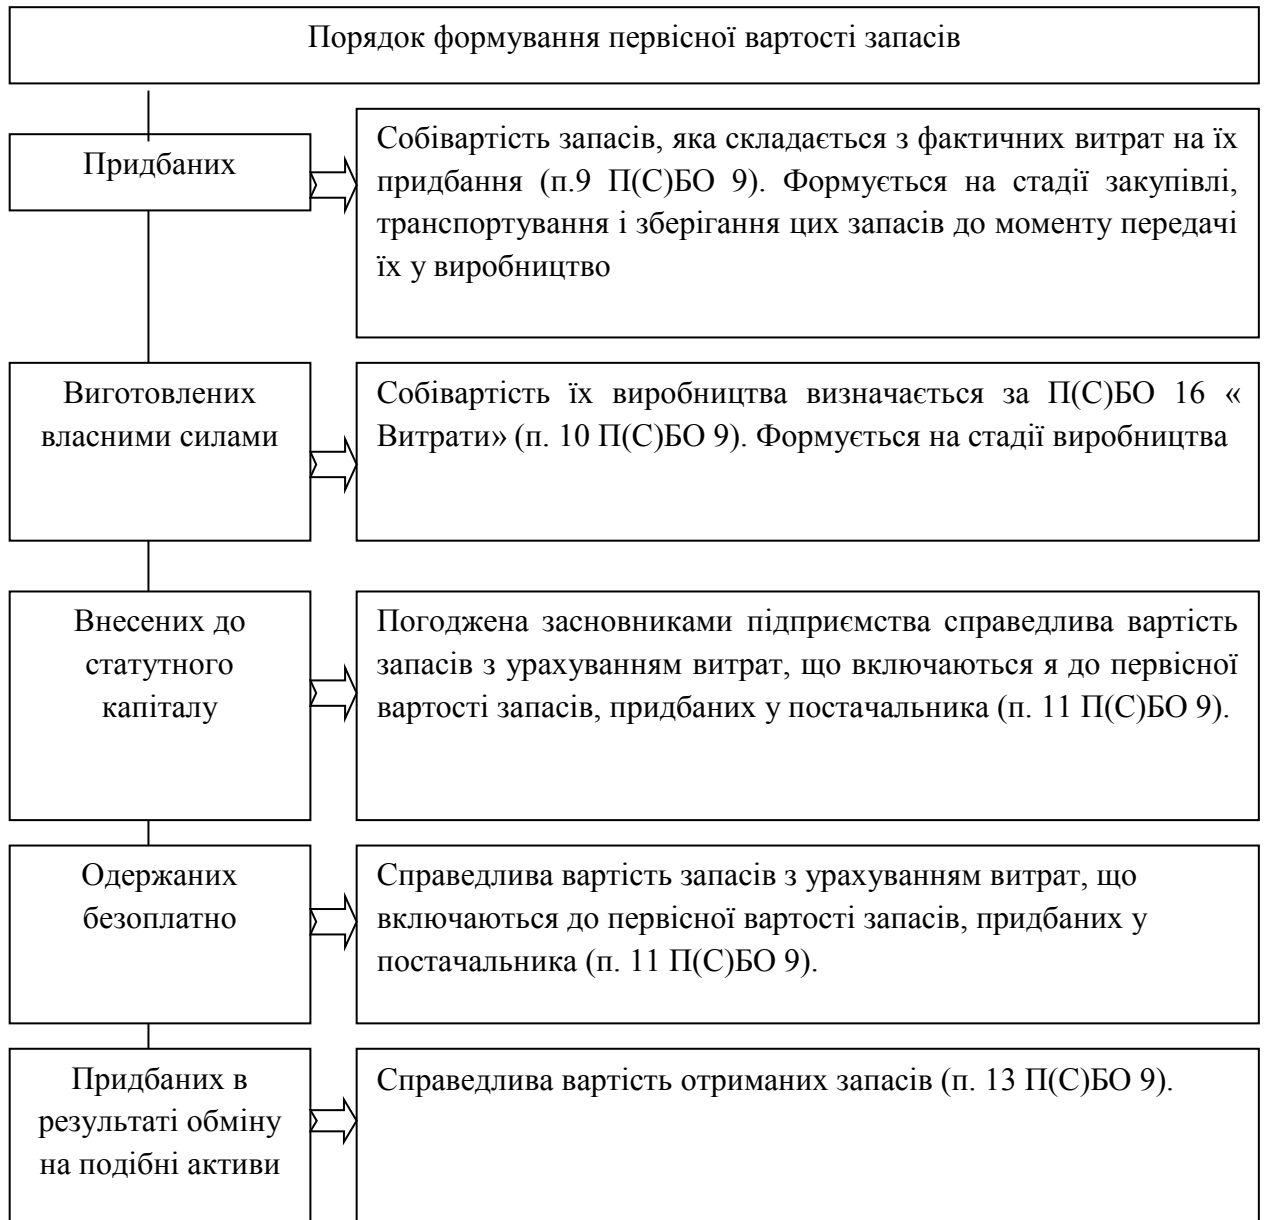 Порядок формування первісної вартості запасів
Придбаних
Собівартість запасів, яка складається з фактичних витрат на їх
придбання (п.9 П(С)БО 9). Формується на стадії закупівлі,
транспортування і зберігання цих запасів до моменту передачі
їх у виробництво
Виготовлених
власними силами
Собівартість їх виробництва визначається за П(С)БО 16 «
Витрати» (п. 10 П(С)БО 9). Формується на стадії виробництва
Внесених до
статутного
капіталу
Погоджена засновниками підприємства справедлива вартість
запасів з урахуванням витрат, що включаються я до первісної
вартості запасів, придбаних у постачальника (п. 11 П(С)БО 9).
Одержаних
безоплатно
Справедлива вартість запасів з урахуванням витрат, що
включаються до первісної вартості запасів, придбаних у
постачальника (п. 11 П(С)БО 9).
Придбаних в
результаті обміну
на подібні активи
Справедлива вартість отриманих запасів (п. 13 П(С)БО 9).